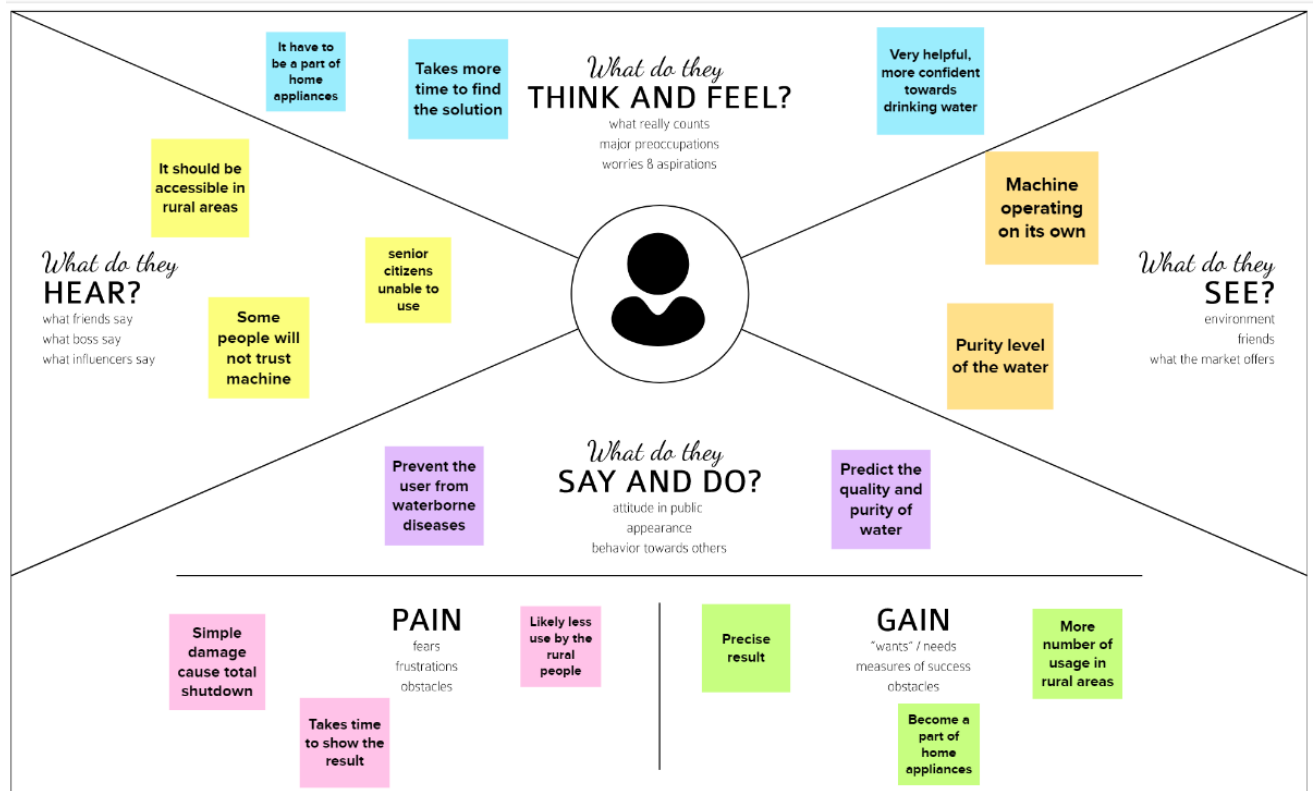 It have to
be a part of
home
appliances
Takes more
time to find
the solution
What do they
THINK AND FEEL?
what really counts
major preoccupations
worries & aspirations
Very helpful,
more confident
towards
drinking water
It should be
accessible in
rural areas
What do they
HEAR?
what friends say
what boss say
what influencers say
senior
citizens
unable to
use
Some
people will
not trust
machine
Machine
operating
on its own
What do they
SEE?
environment
friends
what the market offers
Purity level
of the water
Prevent the
user from
waterborne
diseases
What do they
SAY AND DO?
attitude in public
appearance
behavior towards others
Predict the
quality and
purity of
water
Simple
damage
cause total
shutdown
PAIN
fears
frustrations
obstacles
Likely less
use by the
rural
people
Takes time
to show the
result
Precise
result
GAIN
"wants" / needs
measures of success
obstacles
More
number of
usage in
rural areas
Become a
part of
home
appliances